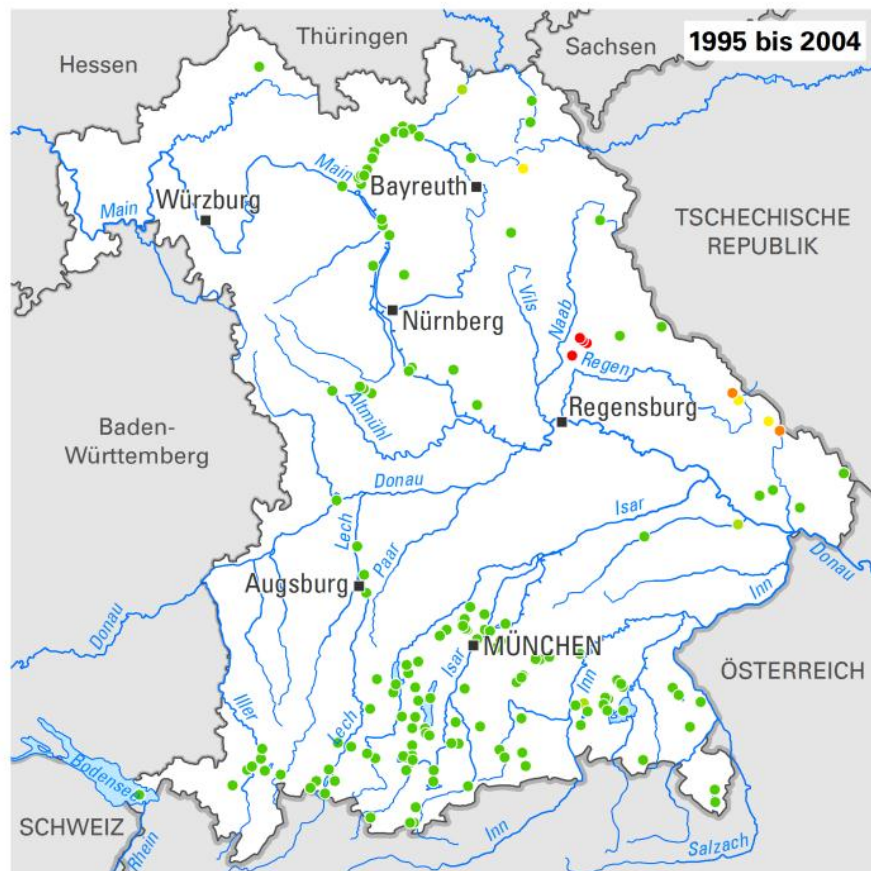 Thüringen
Sachsen
1995 bis 2004
Hessen
Main
Bayreuth
Würzburg
Main
TSCHECHISCHE
REPUBLIK
Vils
Naab
Nürnberg
Regen
Altmühl
Regensburg
Baden-
Württemberg
Donau
Isar
Lech
Paar
Augsburg
Donau
Inn
Donau
MÜNCHEN
Isar
ÖSTERREICH
Inn
Iller
Lech
Bodensee
SCHWEIZ
Rhein
Inn
Salzach